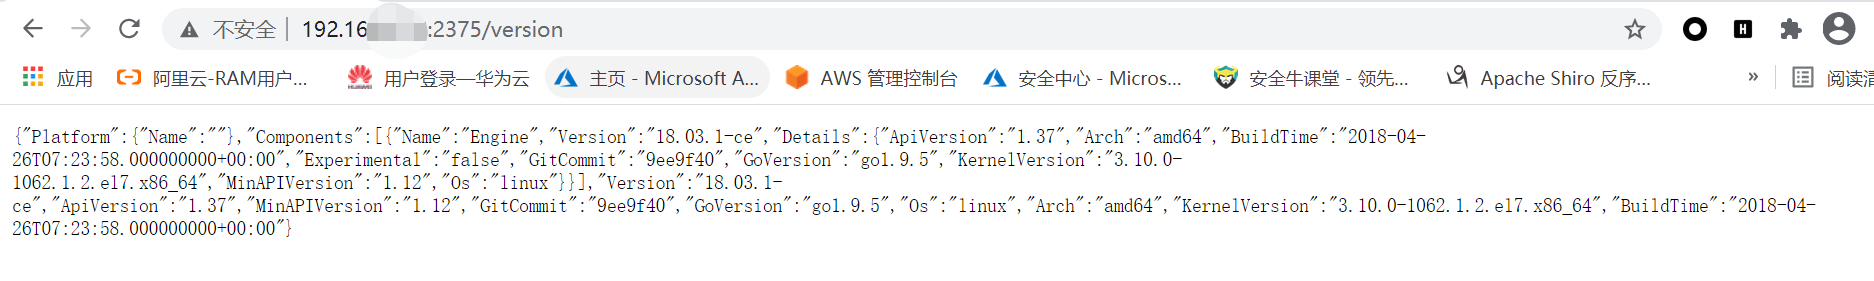 不安全 | 192.16 :2375/version
应用 阿里云-RAM用户... HUAWEI 用户登录—华为云 主页 - Microsoft A... AWS 管理控制台 安全中心 - Micros... 安全牛课堂 - 领先... Apache Shiro 反序... » 阅读清
{"Platform":{"Name":""},"Components":[{"Name":"Engine","Version":"18.03.1-ce","Details":{"ApiVersion":"1.37","Arch":"amd64","BuildTime":"2018-04-
26T07:23:58.000000000+00:00","Experimental":"false","GitCommit":"9ee9f40","GoVersion":"go1.9.5","KernelVersion":"3.10.0-
1062.1.2.el7.x86_64","MinAPIVersion":"1.12","Os":"linux"}}],"Version":"18.03.1-
ce","ApiVersion":"1.37","MinAPIVersion":"1.12","GitCommit":"9ee9f40","GoVersion":"go1.9.5","Os":"linux","Arch":"amd64","KernelVersion":"3.10.0-1062.1.2.el7.x86_64","BuildTime":"2018-04-
26T07:23:58.000000000+00:00"}